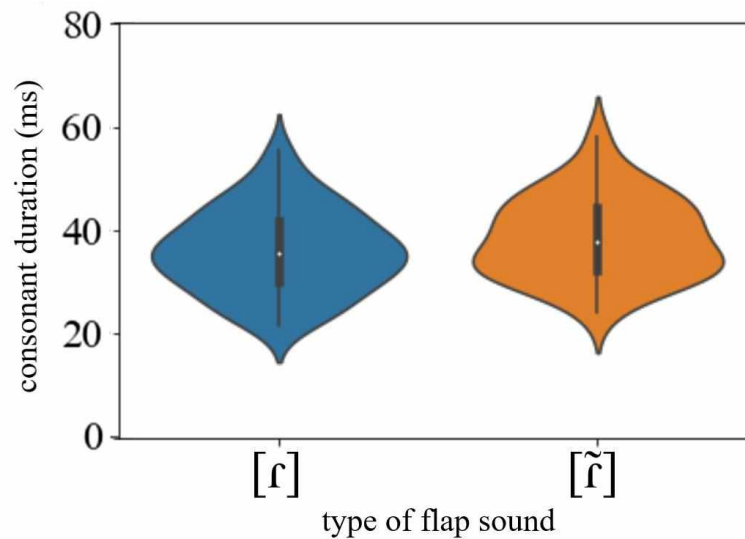 80
60
40
20
0
consonant duration (ms)
[ɾ]
[ɾ̃]
type of flap sound